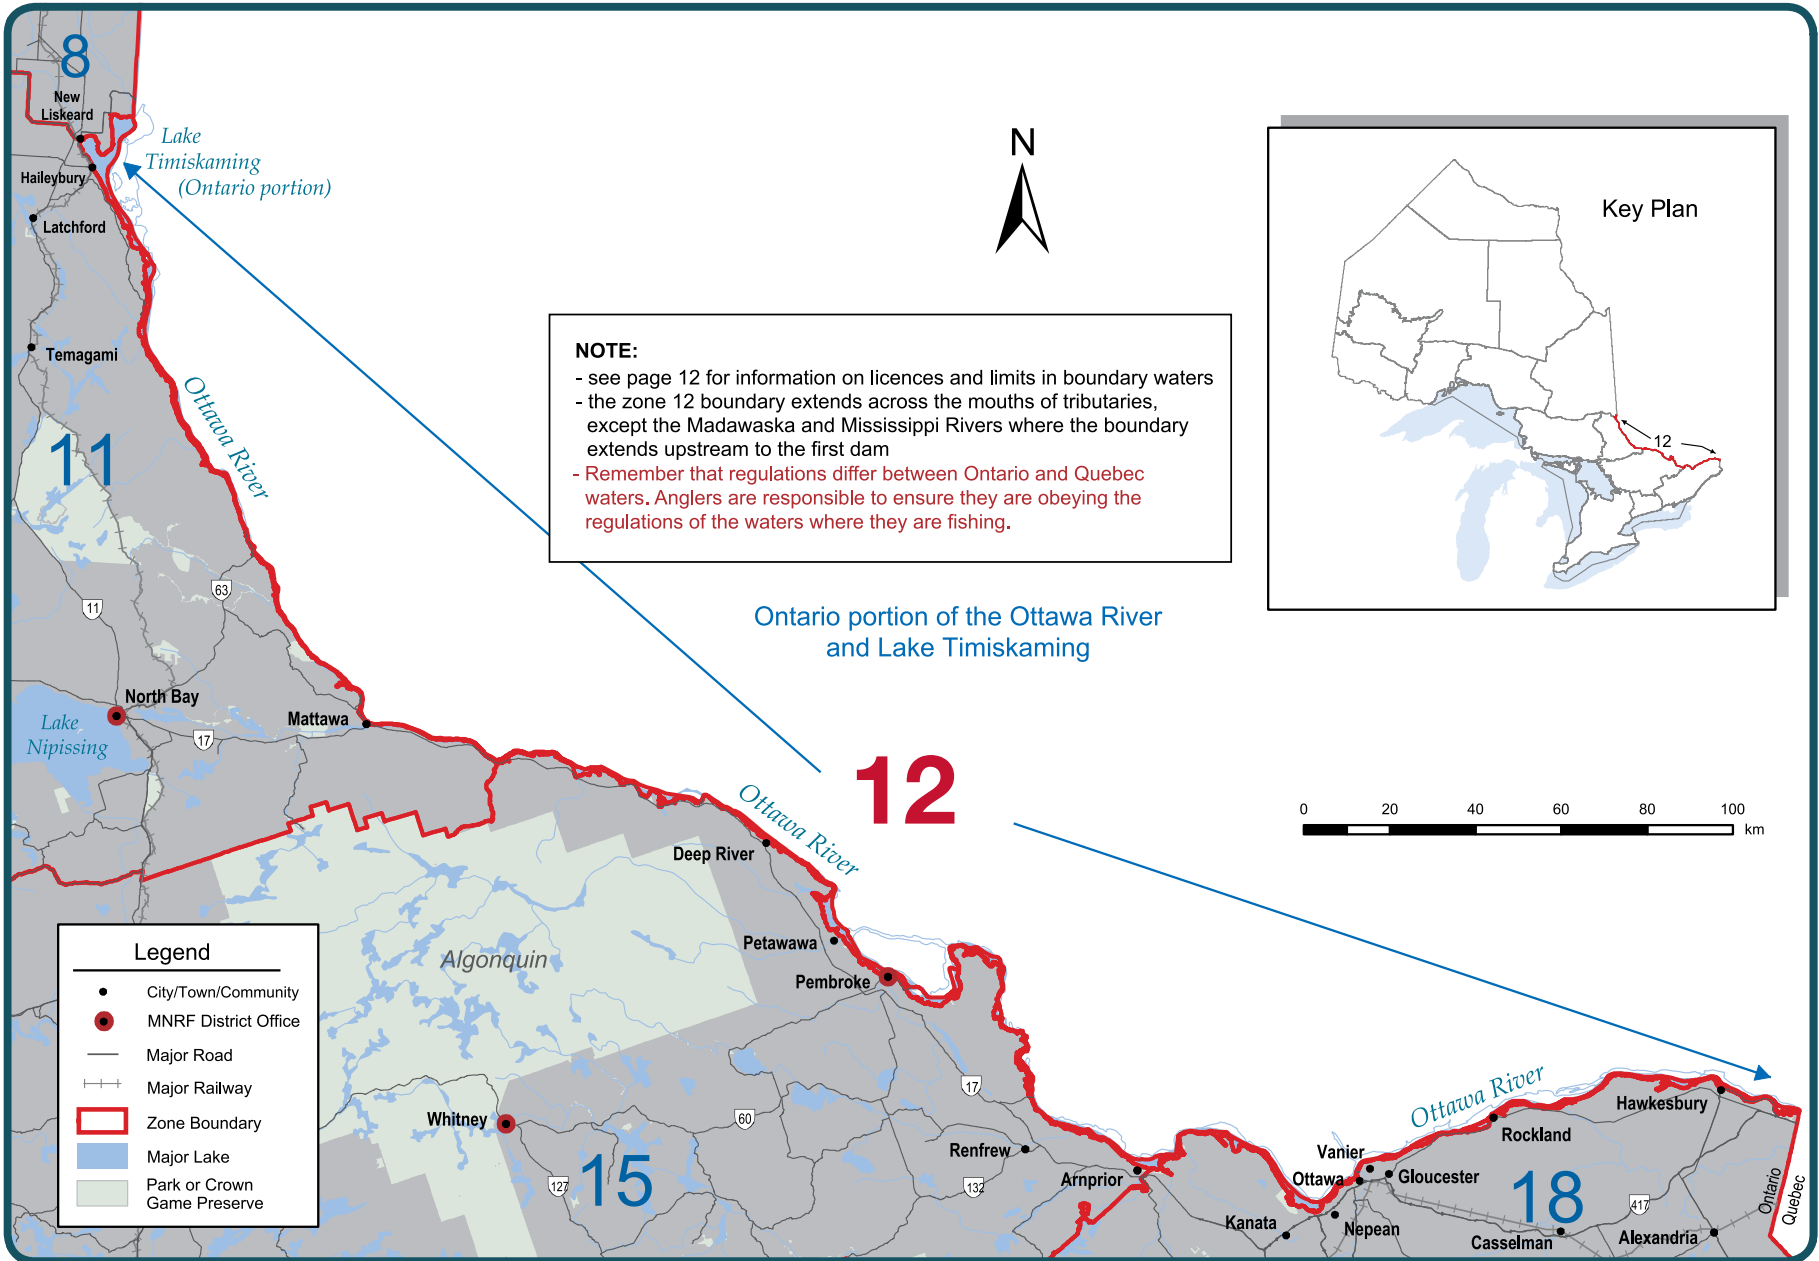 8
New
Liskeard
Lake
Timiskaming
(Ontario portion)
Haileybury
Latchford
Temagami
Ottawa River
11
11
63
North Bay
Lake
Nipissing
17
Mattawa
N
Key Plan
12
NOTE:
- see page 12 for information on licences and limits in boundary waters
- the zone 12 boundary extends across the mouths of tributaries,
except the Madawaska and Mississippi Rivers where the boundary
extends upstream to the first dam
- Remember that regulations differ between Ontario and Quebec
waters. Anglers are responsible to ensure they are obeying the
regulations of the waters where they are fishing.
Ontario portion of the Ottawa River
and Lake Timiskaming
12
0 20 40 60 80 100
km
Ottawa River
Deep River
Petawawa
Pembroke
Algonquin
Whitney
127
15
60
17
132
Renfrew
Arnprior
Kanata
Ottawa
Vanier
Gloucester
Nepean
Ottawa River
Rockland
Hawkesbury
18
417
Casselman
Alexandria
Ontario
Quebec
Legend
City/Town/Community
MNRF District Office
Major Road
Major Railway
Zone Boundary
Major Lake
Park or Crown
Game Preserve